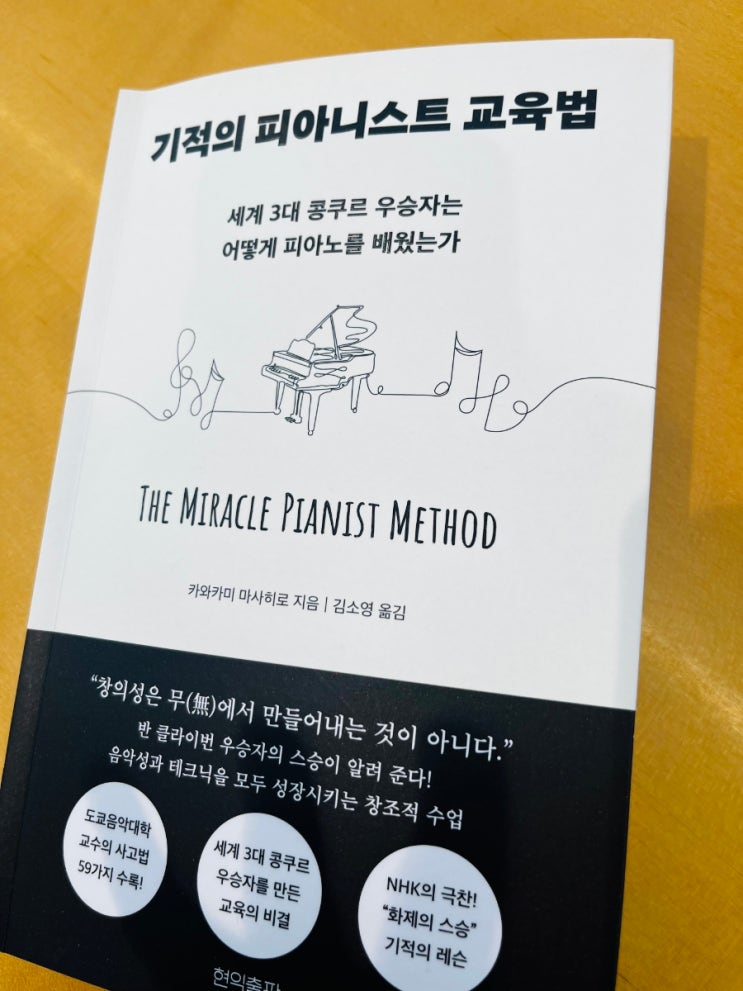 기적의 피아니스트 교육법
세계 3대 콩쿠르 우승자는
어떻게 피아노를 배웠는가
THE MIRACLE PIANIST METHOD
카와카미 마사히로 지음 | 김소영 옮김
“창의성은 무(無)에서 만들어내는 것이 아니다.”
반 클라이번 우승자의 스승이 알려 준다!
음악성과 테크닉을 모두 성장시키는 창조적 수업
도쿄음악대학
교수의 사고법
59가지 수록!
세계 3대 콩쿠르
우승자를 만든
교육의 비결
NHK의 극찬!
“화제의 스승”
기적의 레슨
현익출판